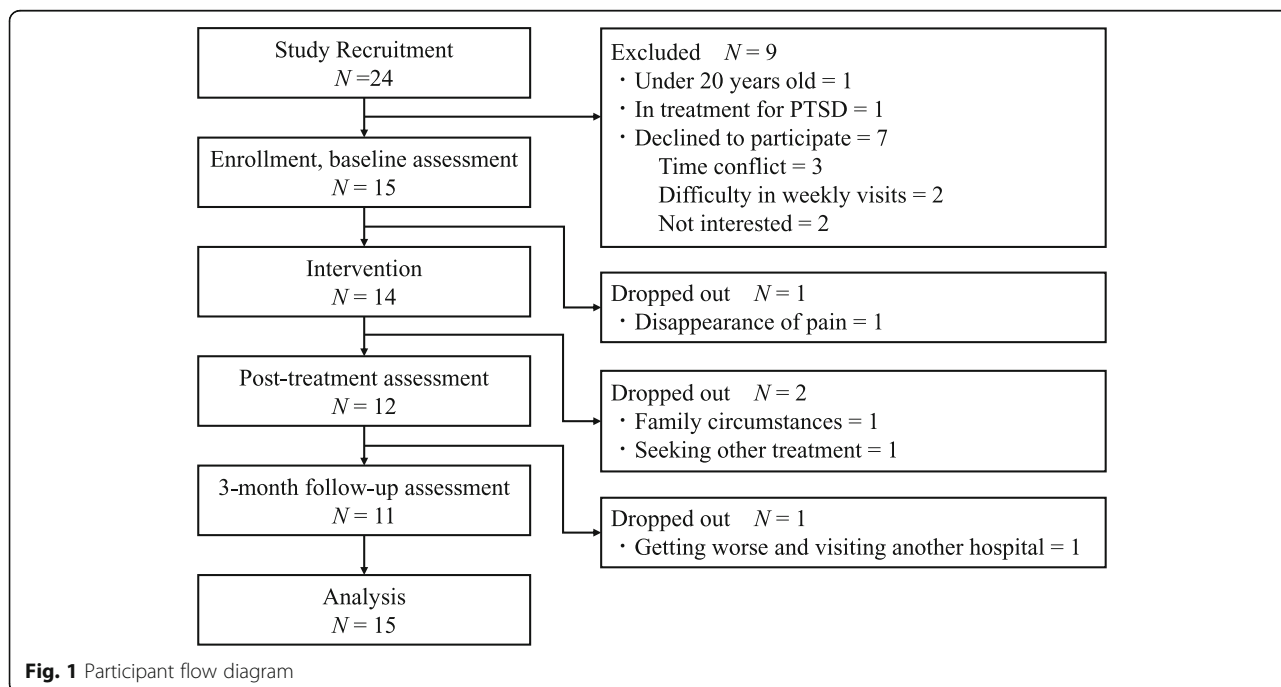 Study Recruitment
N =24
Excluded N = 9
・Under 20 years old = 1
・In treatment for PTSD = 1
・Declined to participate = 7
Time conflict = 3
Difficulty in weekly visits = 2
Not interested = 2
Enrollment, baseline assessment
N = 15
Dropped out N = 1
・Disappearance of pain = 1
Intervention
N = 14
Dropped out N = 2
・Family circumstances = 1
・Seeking other treatment = 1
Post-treatment assessment
N = 12
Dropped out N = 1
・Getting worse and visiting another hospital = 1
3-month follow-up assessment
N = 11
Analysis
N = 15
Fig. 1 Participant flow diagram